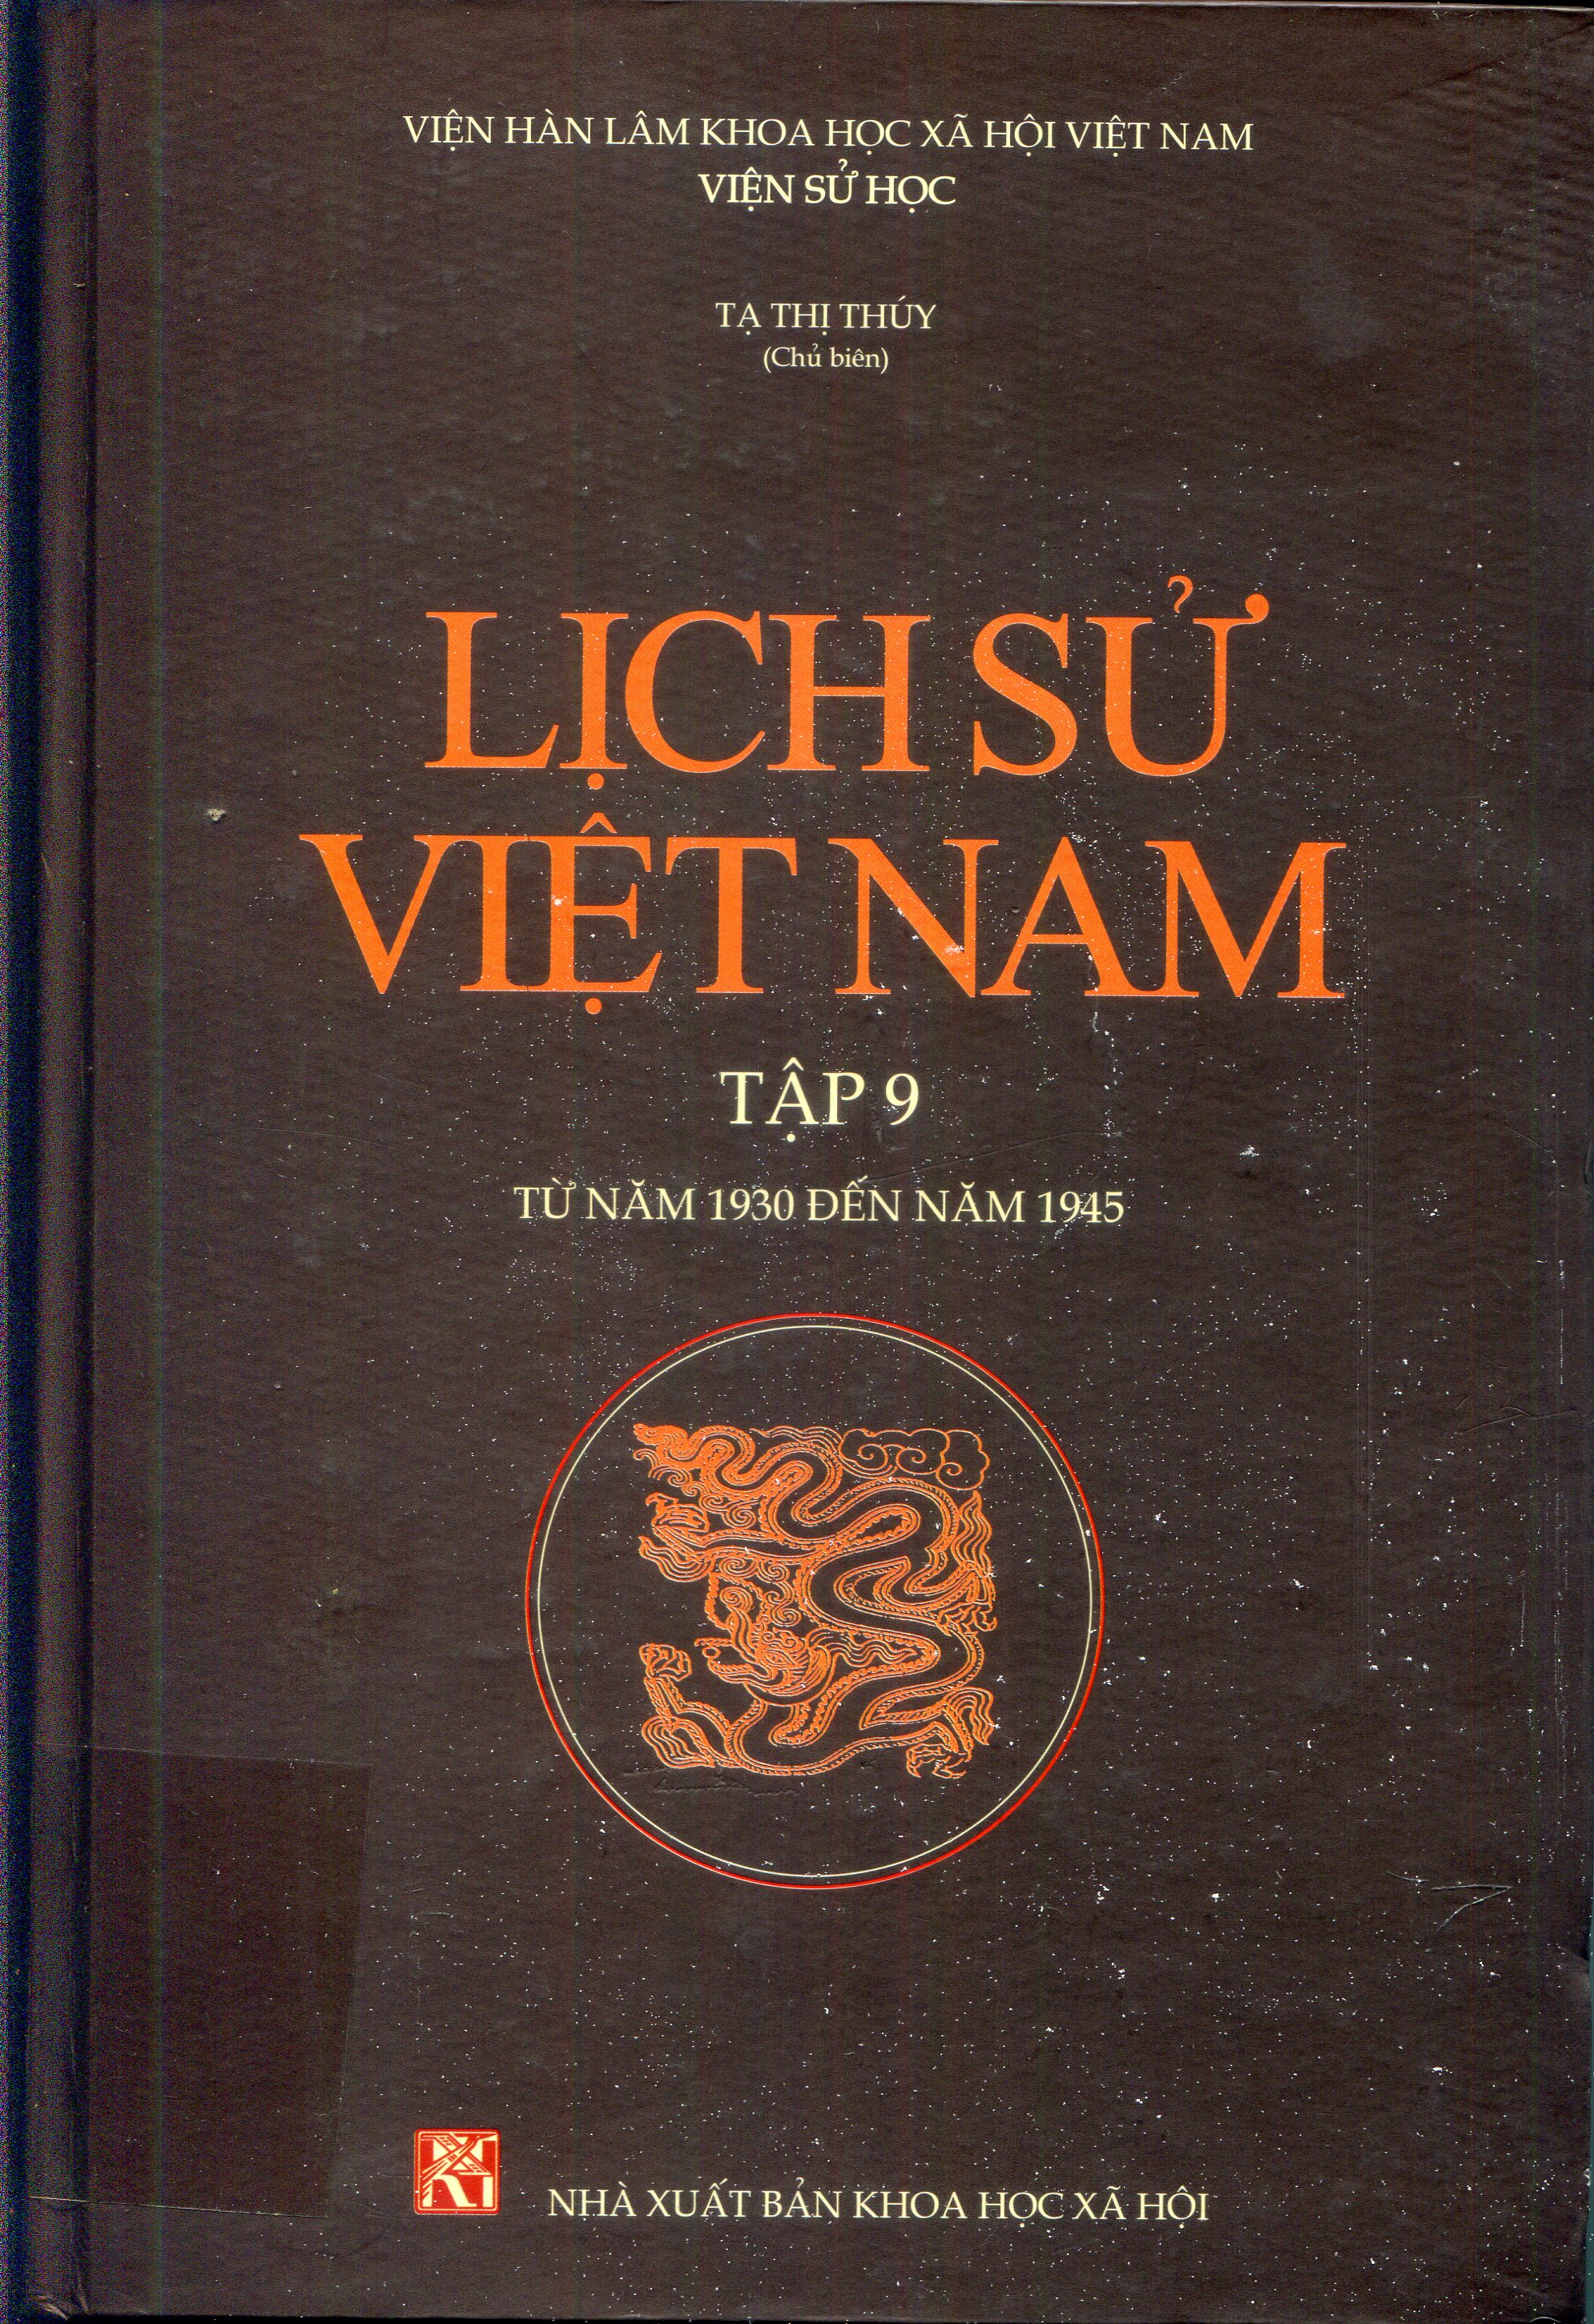 VIỆN HÀN LÂM KHOA HỌC XÃ HỘI VIỆT NAM
VIỆN SỬ HỌC
TẠ THỊ THÚY
(Chủ biên)
LỊCH SỬ
VIỆT NAM
TẬP 9
TỪ NĂM 1930 ĐẾN NĂM 1945
NHÀ XUẤT BẢN KHOA HỌC XÃ HỘI